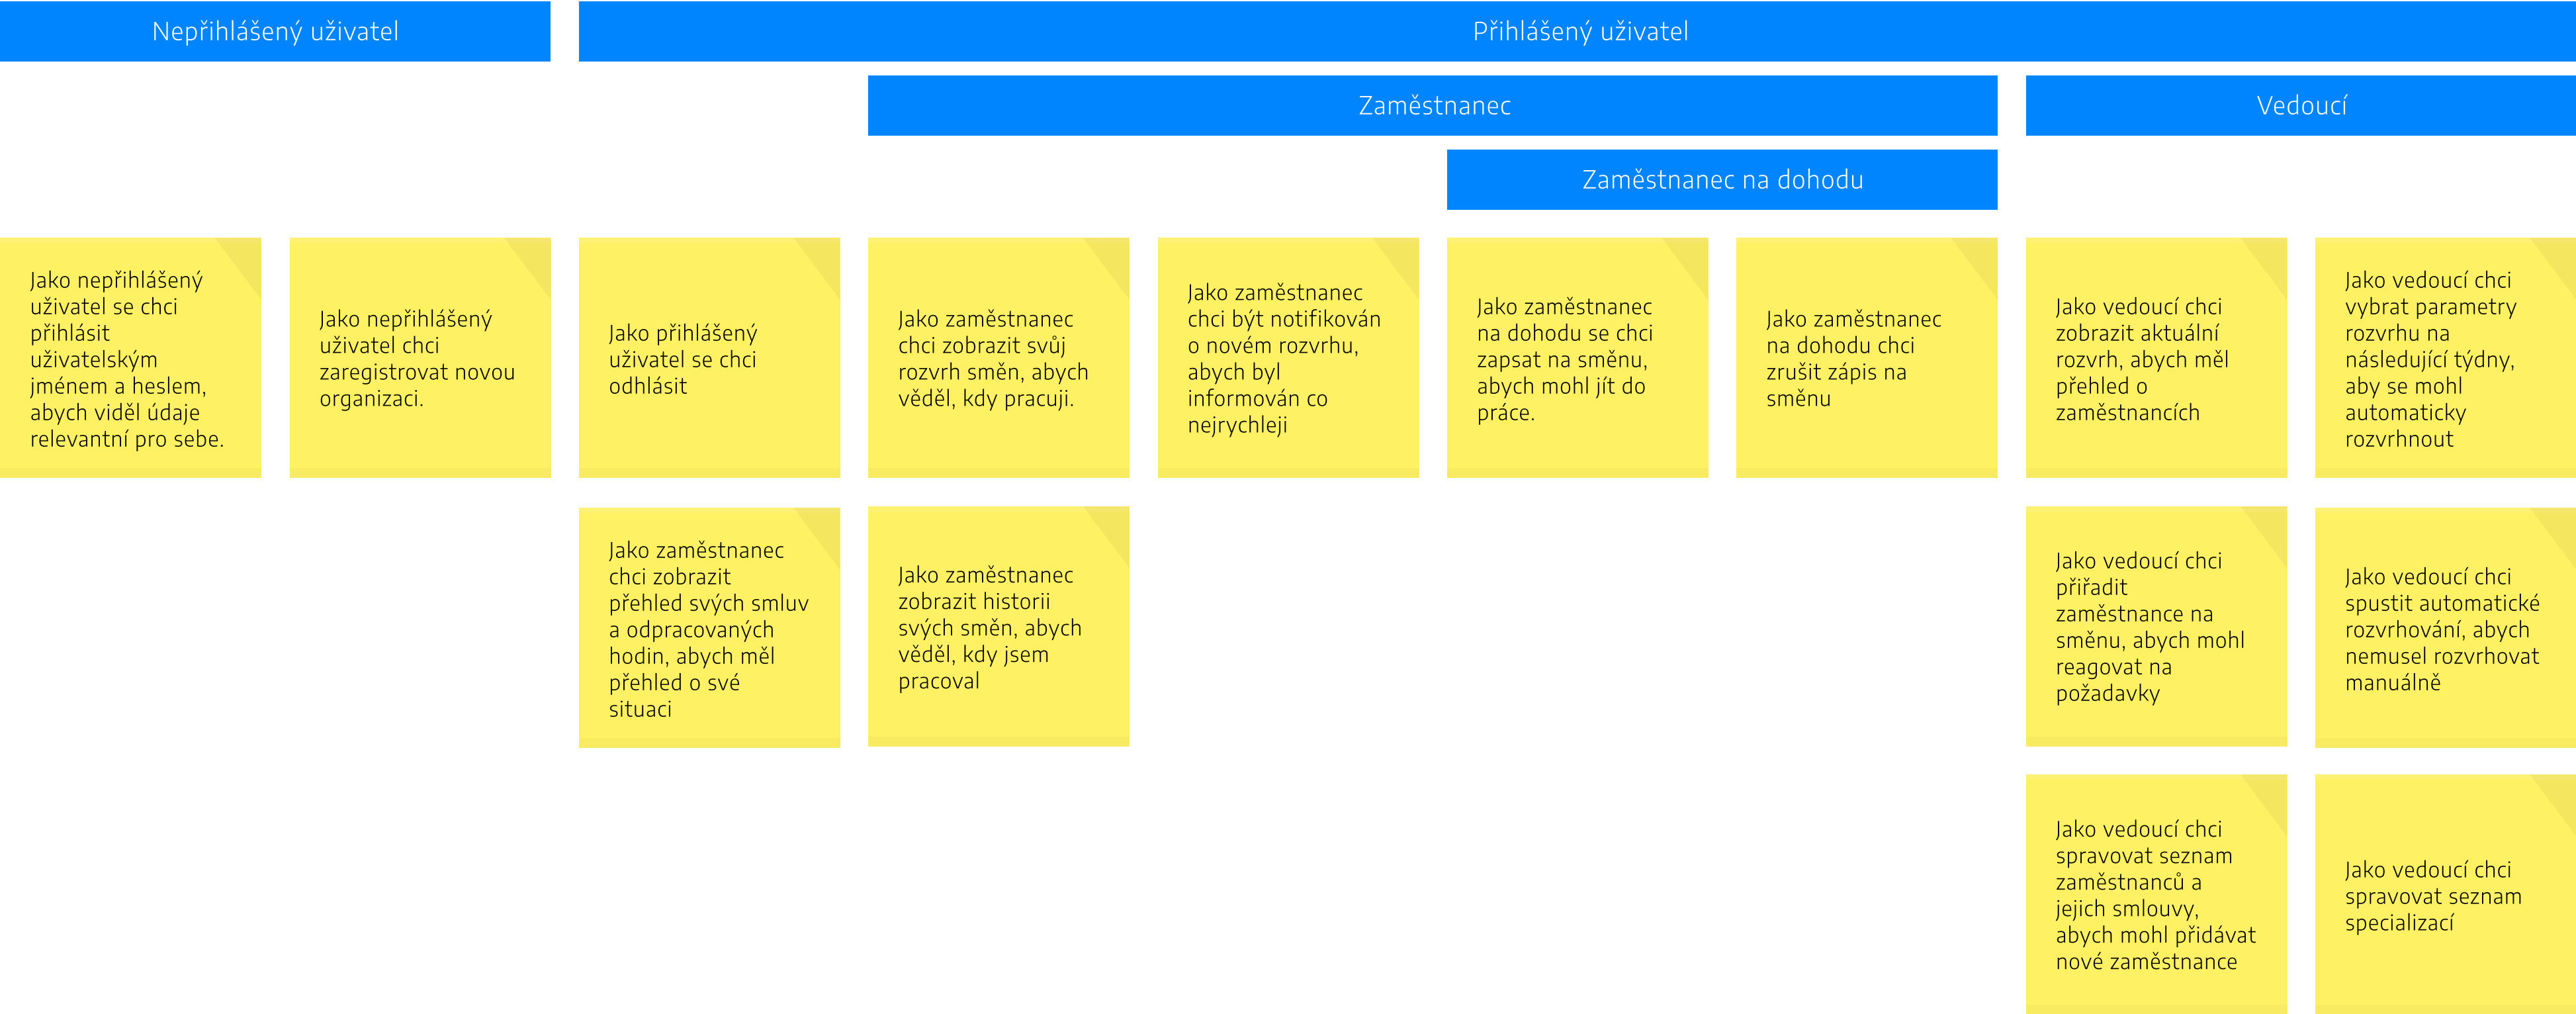 Nepřihlášený uživatel
Přihlášený uživatel
Zaměstnanec
Vedoucí
Zaměstnanec na dohodu
Jako nepřihlášený
uživatel se chci
přihlásit
uživatelským
jménem a heslem,
abych viděl údaje
relevantní pro sebe.
Jako nepřihlášený
uživatel chci
zaregistrovat novou
organizaci.
Jako přihlášený
uživatel se chci
odhlásit
Jako zaměstnanec
chci zobrazit svůj
rozvrh směn, abych
věděl, kdy pracuji.
Jako zaměstnanec
chci být notifikován
o novém rozvrhu,
abych byl
informován co
nejrychleji
Jako zaměstnanec
na dohodu se chci
zapsat na směnu,
abych mohl jít do
práce.
Jako zaměstnanec
na dohodu chci
zrušit zápis na
směnu
Jako vedoucí chci
zobrazit aktuální
rozvrh, abych měl
přehled o
zaměstnancích
Jako vedoucí chci
vybrat parametry
rozvrhu na
následující týdny,
aby se mohl
automaticky
rozvrhnout
Jako zaměstnanec
chci zobrazit
přehled svých smluv
a odpracovaných
hodin, abych měl
přehled o své
situaci
Jako zaměstnanec
zobrazit historii
svých směn, abych
věděl, kdy jsem
pracoval
Jako vedoucí chci
přiřadit
zaměstnance na
směnu, abych mohl
reagovat na
požadavky
Jako vedoucí chci
spustit automatické
rozvrhování, abych
nemusel rozvrhovat
manuálně
Jako vedoucí chci
spravovat seznam
zaměstnanců a
jejich smlouvy,
abych mohl přidávat
nové zaměstnance
Jako vedoucí chci
spravovat seznam
specializací